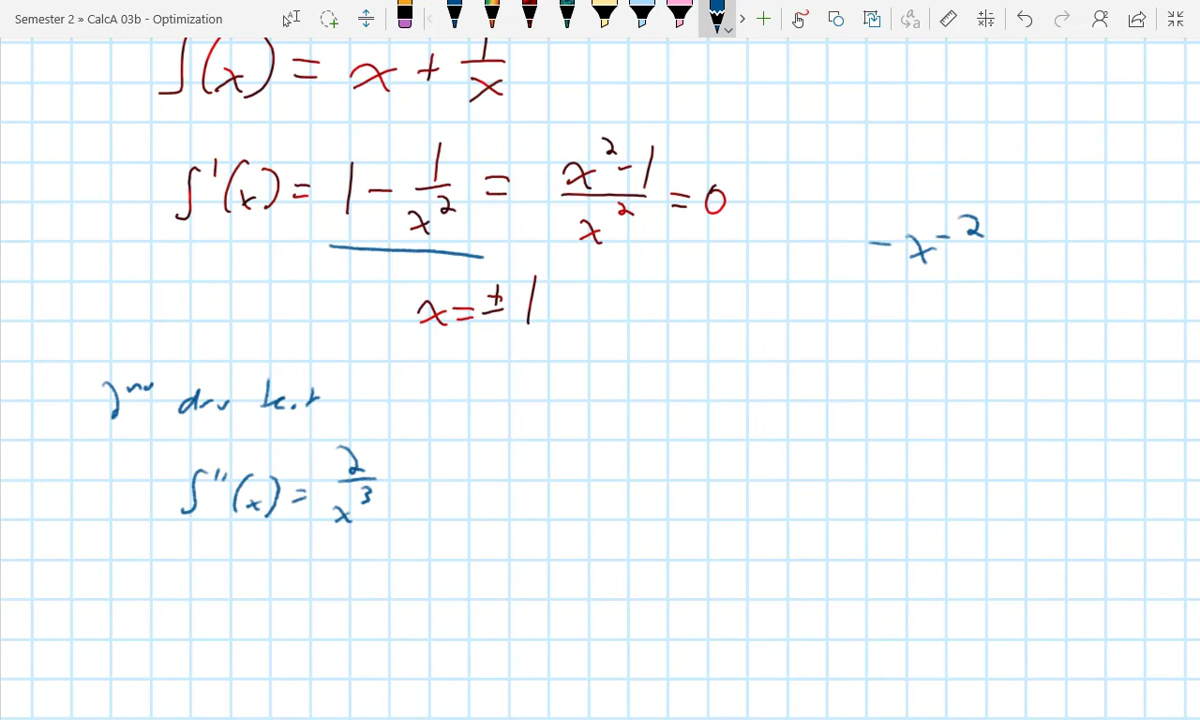 Semester 2 » CalcA 03b - Optimization
f(x) = x + 1/x
f'(x) = 1 - 1/x² = x²-1/x² = 0
-x⁻²
x = ± 1
2nd drv test
f''(x) = 2/x³